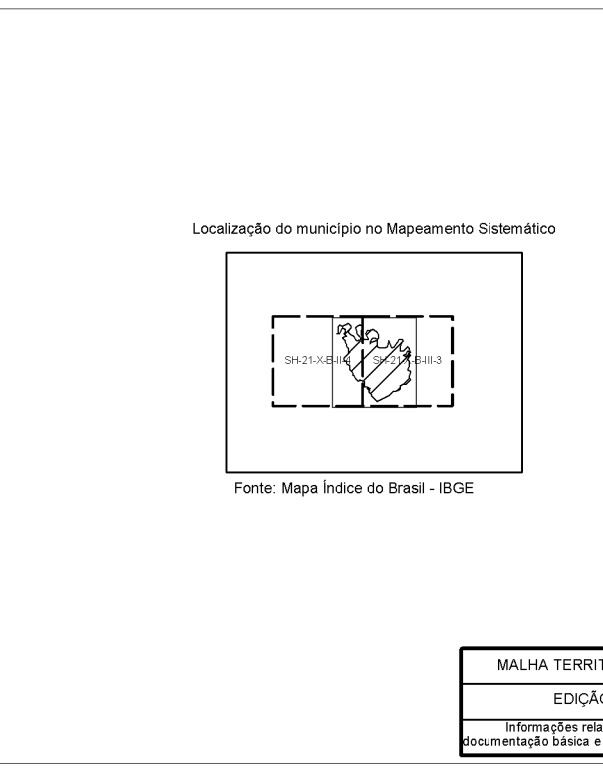 Localização do município no Mapeamento Sistemático
SH-21-X-B-II-4 SH-21-X-B-III-3
Fonte: Mapa Índice do Brasil - IBGE
MALHA TERRIT
EDIÇÃO
Informações rela
documentação básica e